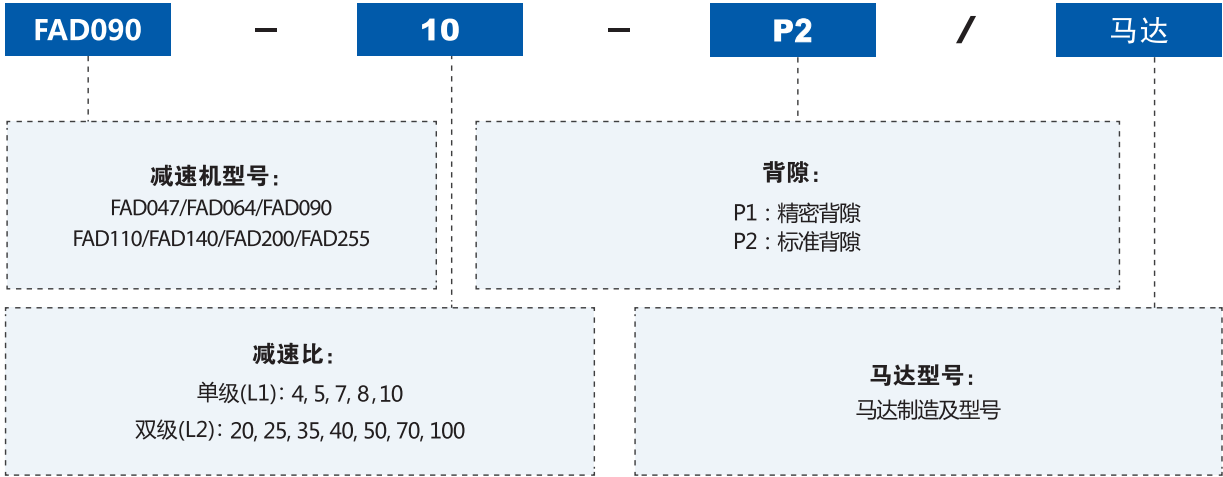 FAD090 - 10 - P2 / 马达
减速机型号：
FAD047/FAD064/FAD090
FAD110/FAD140/FAD200/FAD255
背隙：
P1：精密背隙
P2：标准背隙
减速比：
单级(L1)：4, 5, 7, 8 ,10
双级(L2)：20, 25, 35, 40, 50, 70, 100
马达型号：
马达制造及型号